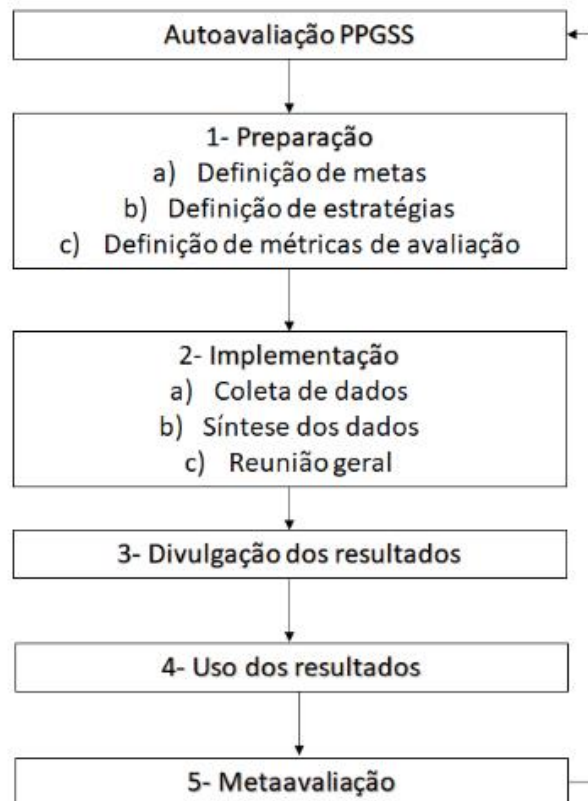 Autoavaliação PPGSS
1- Preparação
a) Definição de metas
b) Definição de estratégias
c) Definição de métricas de avaliação
2- Implementação
a) Coleta de dados
b) Síntese dos dados
c) Reunião geral
3- Divulgação dos resultados
4- Uso dos resultados
5- Metaavaliação